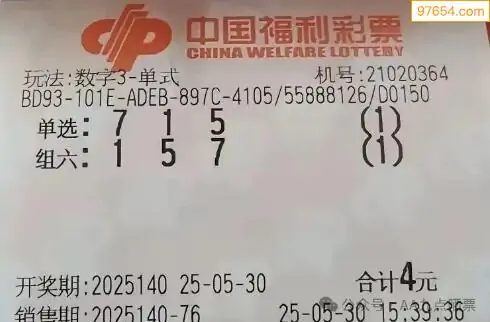 97654.com
中国福利彩票
CHINA WELFARE LOTTERY
玩法:数字3-单式 机号:21020364
BD93-101E-ADEB-897C-4105/55888126/D0150
单选: 7 1 5 (1)
组六: 1 5 7 (1)
开奖期:2025140 25-05-30 合计4元
销售期:2025140-76 25-05-30 15:39:36
公众号